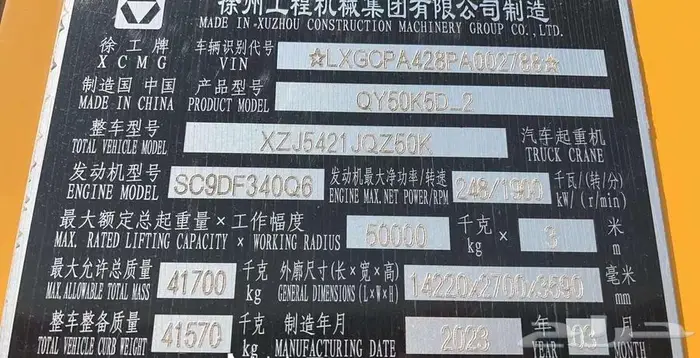 徐州工程机械集团有限公司制造
MADE IN XUZHOU CONSTRUCTION MACHINERY GROUP CO., LTD.
徐工牌 车辆识别代号 ☆LXGCPA428PA002788☆
XCMG VIN
制造国 中国 产品型号 QY50K5D_2
MADE IN CHINA PRODUCT MODEL
整车型号 XZJ5421JQZ50K 汽车起重机
TOTAL VEHICLE MODEL TRUCK CRANE
发动机型号 SC9DF340Q6 发动机最大净功率/转速 248/1900 千瓦/(转/分)
ENGINE MODEL ENGINE MAX.NET POWER/RPM kW/(r/min)
最大额定总起重量×工作幅度 50000 千克 × 3 米
MAX. RATED LIFTING CAPACITY × WORKING RADIUS kg m
最大允许总质量 41700 千克 外廓尺寸(长×宽×高) 14220x2700x3690 毫米
MAX. ALLOWABLE TOTAL MASS kg GENERAL DIMENSIONS (L×W×H) mm
整车整备质量 41570 千克 制造年月 2023 年 03 月
TOTAL VEHICLE CURB WEIGHT kg MANUFACTURING DATE YEAR MONTH
حراج